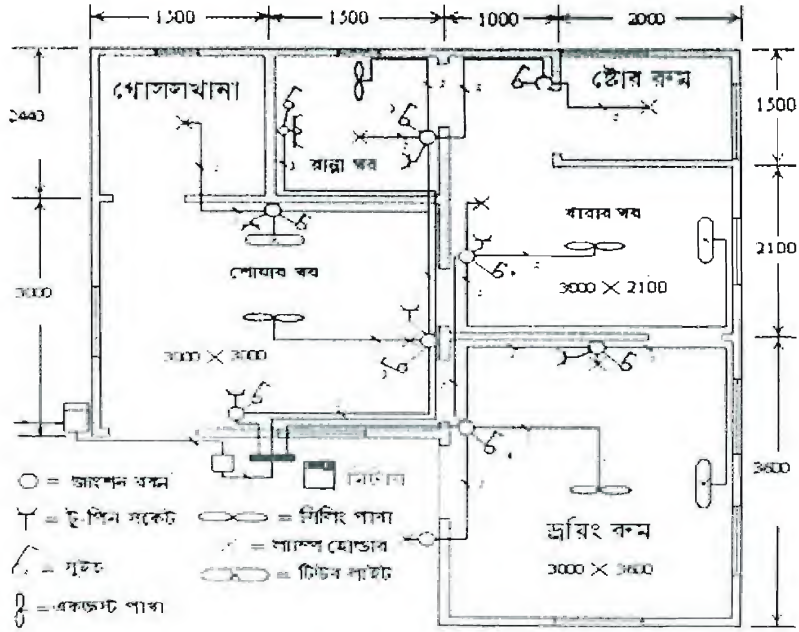 1500 1500 1000 2000
গোসলখানা
ষ্টোর রুম
2440
1500
রান্না ঘর
খাবার ঘর
শোয়ার ঘর
3000 × 2100
2100
3000
3000 × 3000
3600
= জাংশন বক্স
মিটার
= টু-পিন সকেট
= সিলিং পাখা
= ল্যাম্প হোল্ডার
= সুইচ
= টিউব লাইট
= একজস্ট পাখা
ড্রয়িং রুম
3000 × 3600